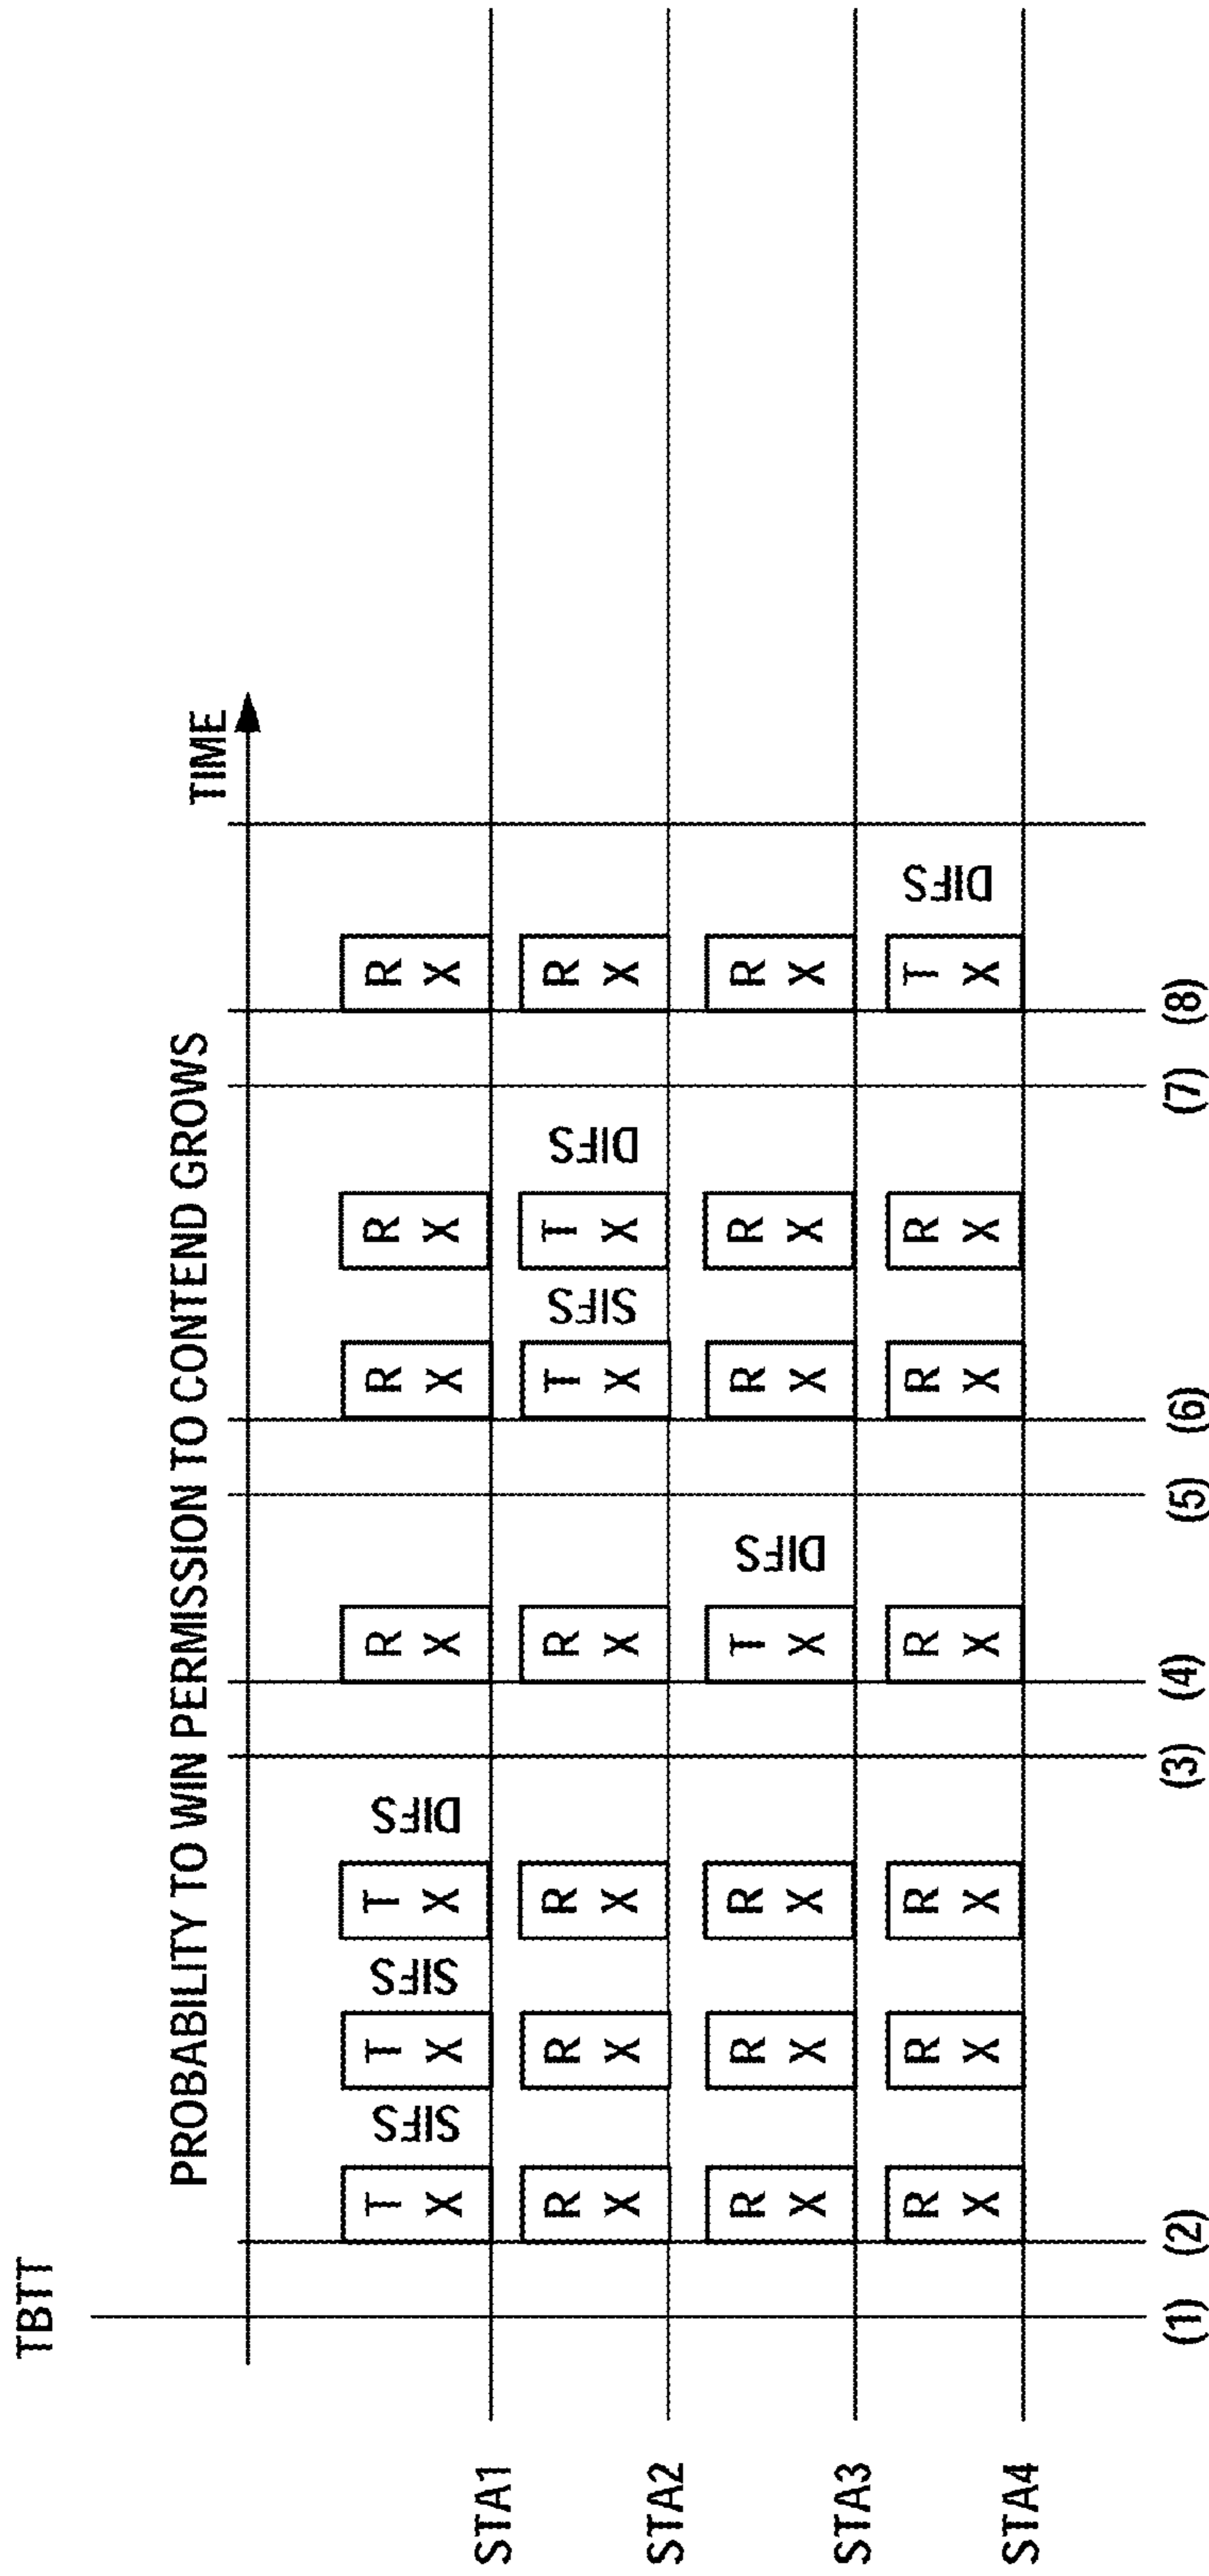 TBTT
PROBABILITY TO WIN PERMISSION TO CONTEND GROWS
TIME
STA1
TX SIFS TX SIFS TX DIFS RX RX RX RX
STA2
RX RX RX RX TX SIFS TX DIFS RX
STA3
RX RX RX TX DIFS RX RX RX
STA4
RX RX RX RX RX RX TX DIFS
(1) (2) (3) (4) (5) (6) (7) (8)